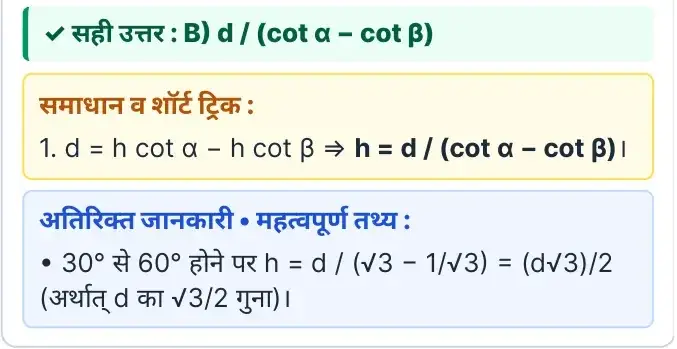 ✓ सही उत्तर : B) d / (cot α − cot β)
समाधान व शॉर्ट ट्रिक :
1. d = h cot α − h cot β ⇒ h = d / (cot α − cot β)।
अतिरिक्त जानकारी • महत्वपूर्ण तथ्य :
• 30° से 60° होने पर h = d / (√3 − 1/√3) = (d√3)/2
(अर्थात् d का √3/2 गुना)।